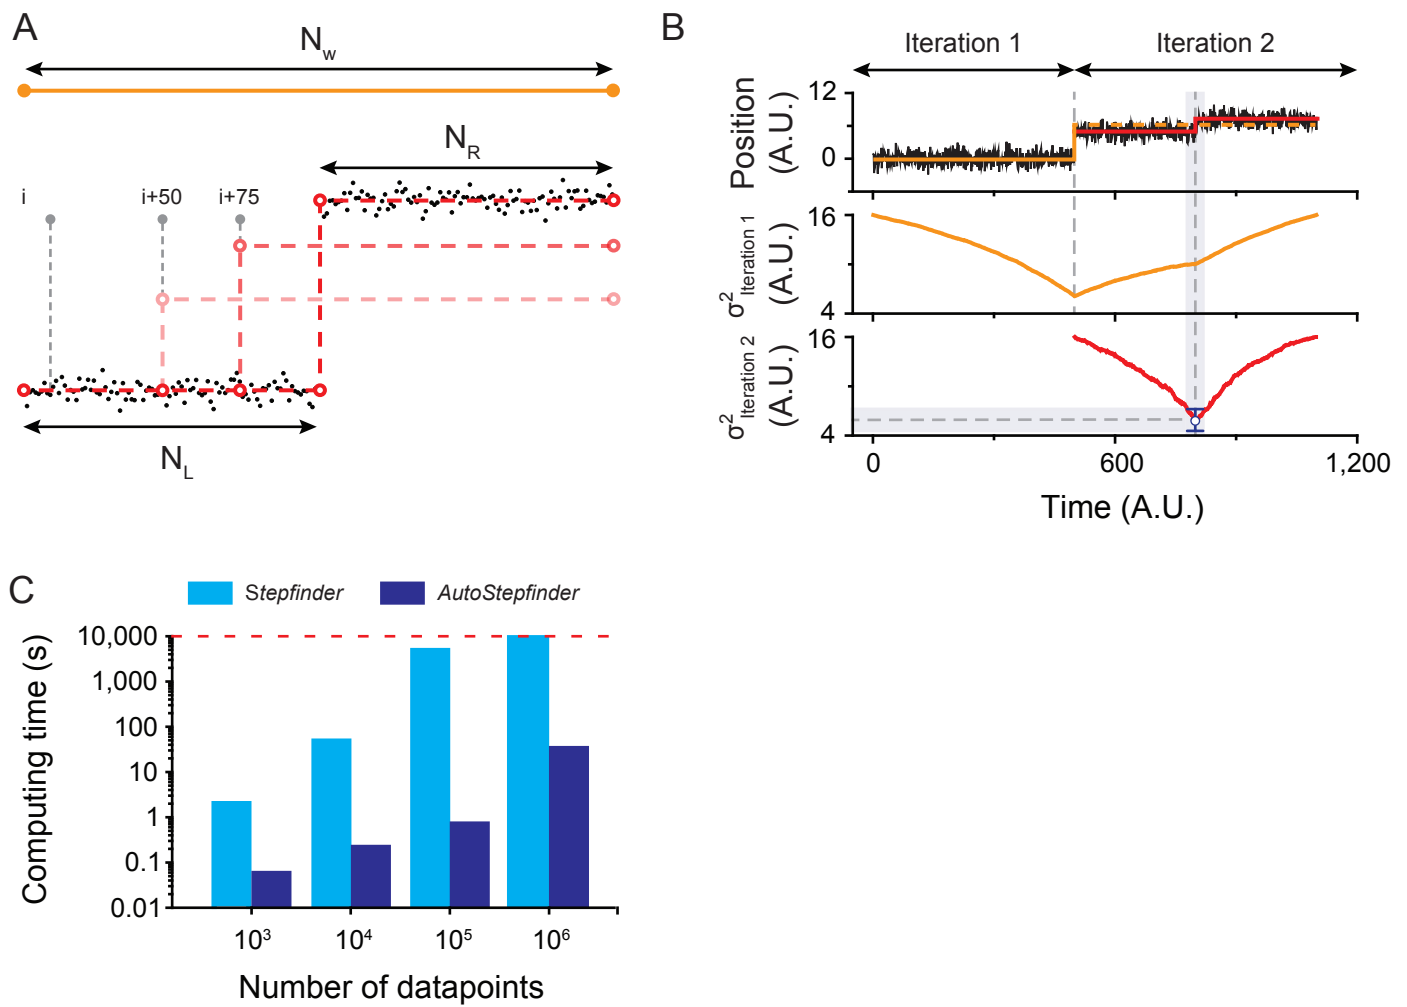 A
N_w
N_R
i
i+50
i+75
N_L
B
Iteration 1
Iteration 2
Position
(A.U.)
12
0
σ²_Iteration 1
(A.U.)
16
4
σ²_Iteration 2
(A.U.)
16
4
0
600
1,200
Time (A.U.)
C
Stepfinder
AutoStepfinder
Computing time (s)
10,000
1,000
100
10
1
0.1
0.01
10³
10⁴
10⁵
10⁶
Number of datapoints